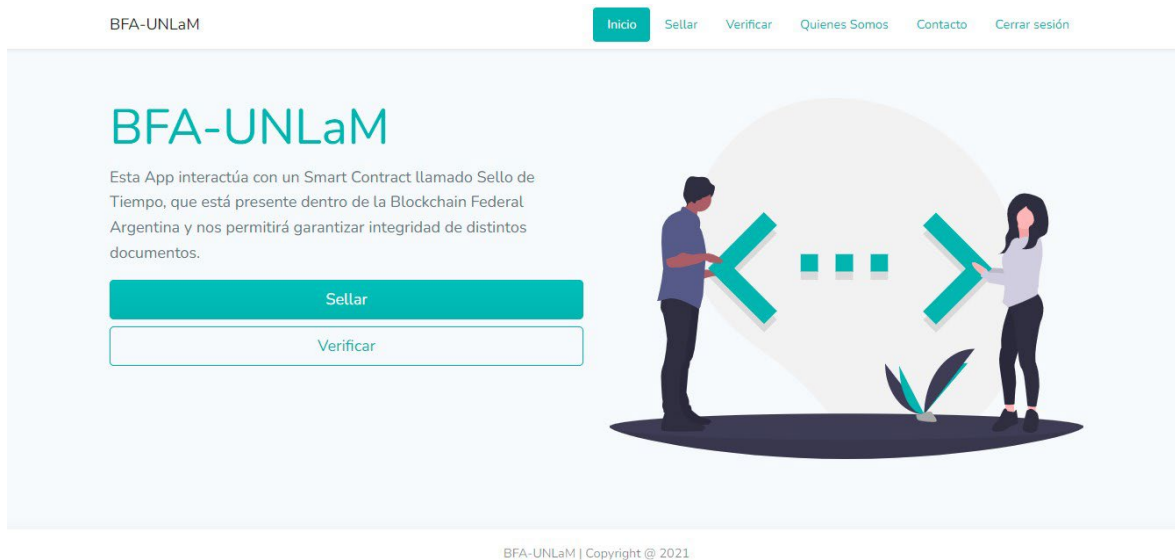 BFA-UNLaM
Inicio Sellar Verificar Quienes Somos Contacto Cerrar sesión
BFA-UNLaM
Esta App interactúa con un Smart Contract llamado Sello de
Tiempo, que está presente dentro de la Blockchain Federal
Argentina y nos permitirá garantizar integridad de distintos
documentos.
Sellar
Verificar
BFA-UNLaM | Copyright @ 2021